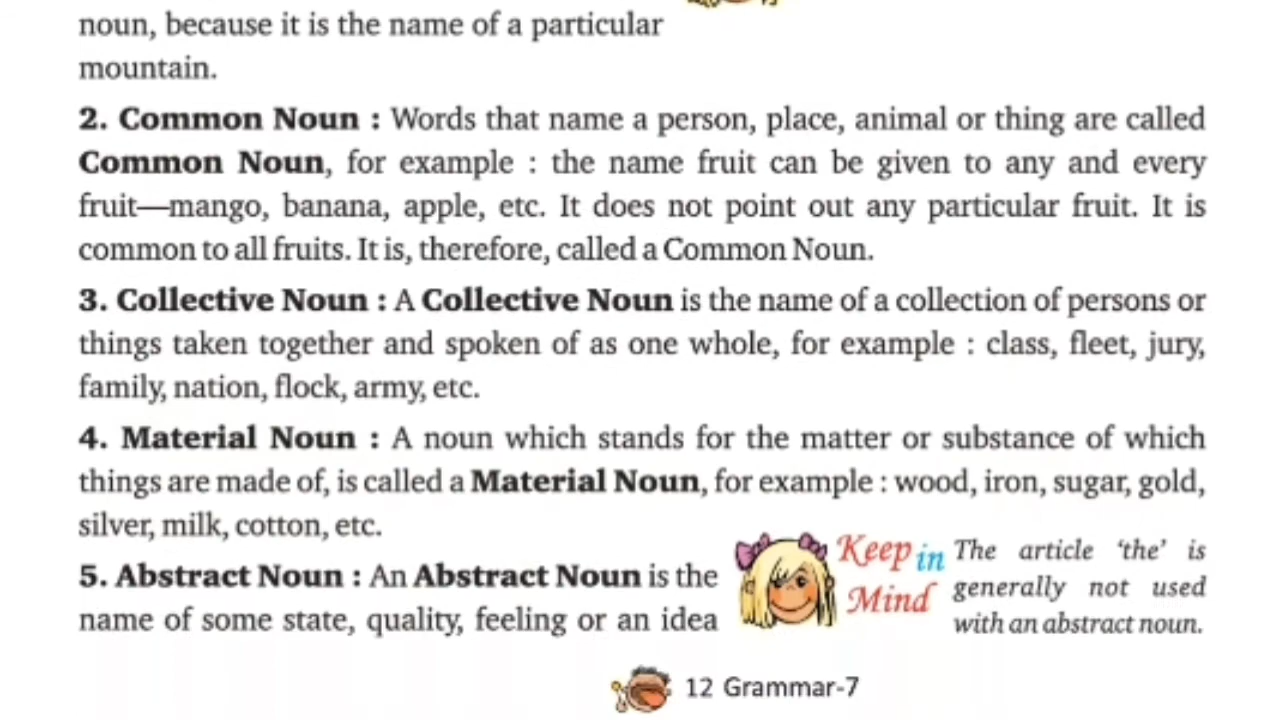 noun, because it is the name of a particular
mountain.
2. Common Noun : Words that name a person, place, animal or thing are called
Common Noun, for example : the name fruit can be given to any and every
fruit—mango, banana, apple, etc. It does not point out any particular fruit. It is
common to all fruits. It is, therefore, called a Common Noun.
3. Collective Noun : A Collective Noun is the name of a collection of persons or
things taken together and spoken of as one whole, for example : class, fleet, jury,
family, nation, flock, army, etc.
4. Material Noun : A noun which stands for the matter or substance of which
things are made of, is called a Material Noun, for example : wood, iron, sugar, gold,
silver, milk, cotton, etc.
5. Abstract Noun : An Abstract Noun is the
name of some state, quality, feeling or an idea
Keep in
Mind
The article ‘the’ is
generally not used
with an abstract noun.
12 Grammar-7